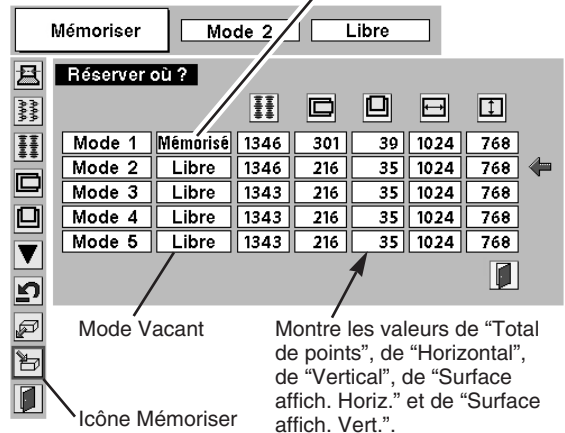 Mémoriser Mode 2 Libre
Réserver où ?
Mode 1 Mémorisé 1346 301 39 1024 768
Mode 2 Libre 1346 216 35 1024 768
Mode 3 Libre 1343 216 35 1024 768
Mode 4 Libre 1343 216 35 1024 768
Mode 5 Libre 1343 216 35 1024 768
Mode Vacant
Montre les valeurs de “Total
de points”, de “Horizontal”,
de “Vertical”, de “Surface
affich. Horiz.” et de “Surface
affich. Vert.”.
Icône Mémoriser